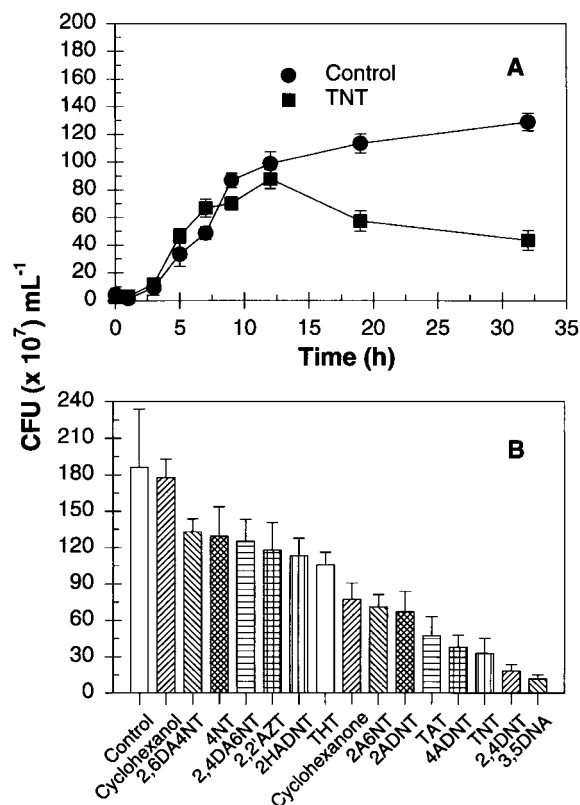 200
180
160
140
120
100
80
60
40
20
0
A
Control
TNT
0 5 10 15 20 25 30 35
Time (h)
CFU (x 10⁷) mL⁻¹
240
210
180
150
120
90
60
30
0
B
Control
Cyclohexanol
2,6DA4NT
4NT
2,4DA6NT
2,2'AZT
2HADNT
THT
Cyclohexanone
2A6NT
2ADNT
TAT
4ADNT
TNT
2,4DNT
3,5DNA